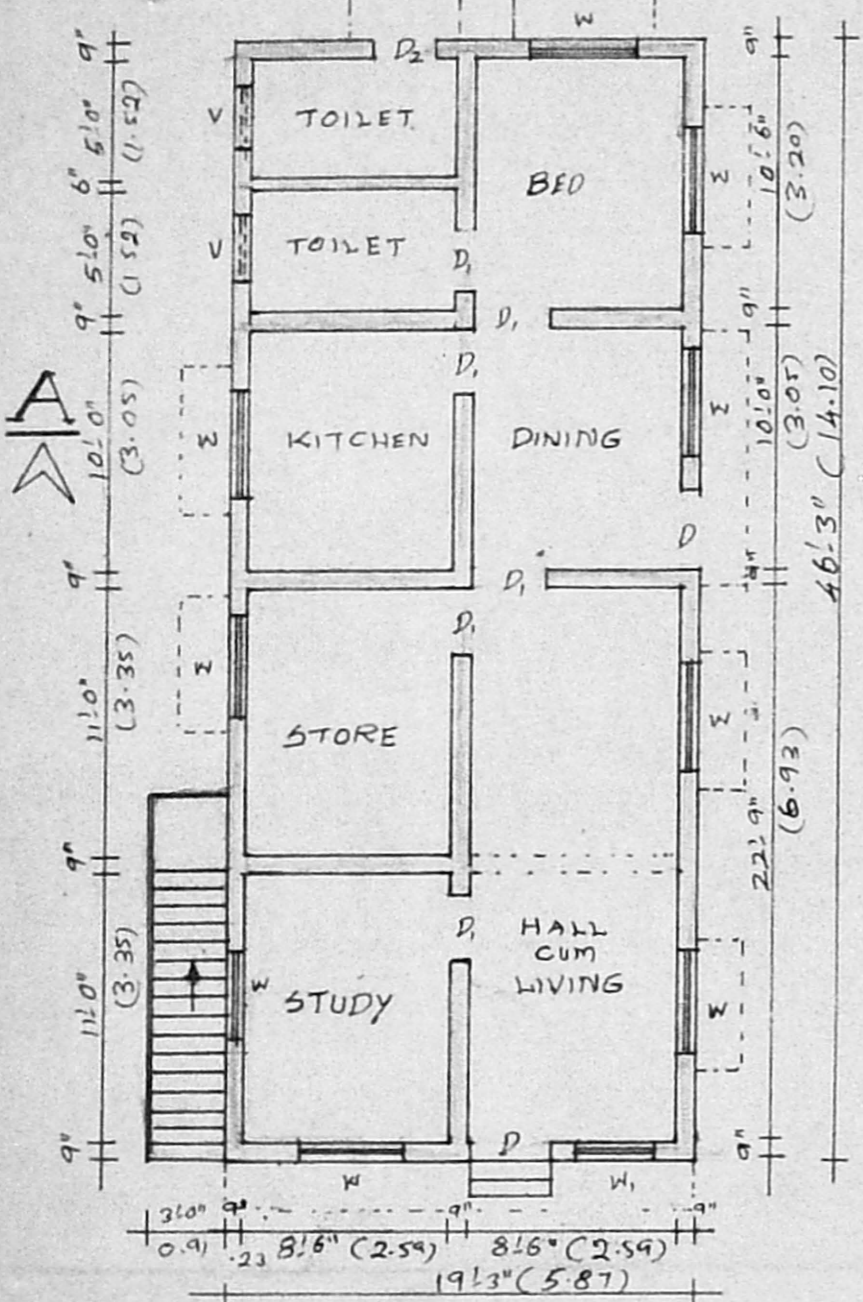 W
D2
TOILET
V
BED
W
TOILET
V
D1
D1
D1
KITCHEN
W
DINING
W
D
D1
D1
STORE
W
W
HALL
CUM
LIVING
D1
STUDY
W
W
D
W
W1
A
9"
5'-0"
(1.52)
6"
5'-0"
(1.52)
9"
10'-0"
(3.05)
9"
11'-0"
(3.35)
9"
11'-0"
(3.35)
9"
9"
10'-6"
(3.20)
9"
10'-0"
(3.05)
9"
22'-9"
(6.93)
9"
46'-3" (14.10)
3'-0" 9" 9" 9"
0.91 .23 8'-6" (2.59) 8'-6" (2.59)
19'-3" (5.87)